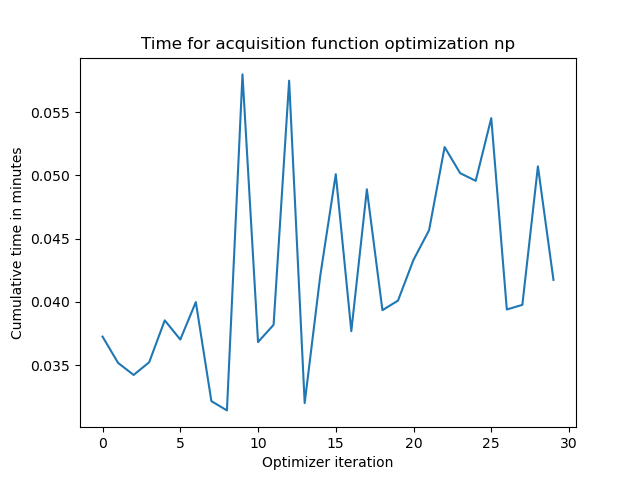 Time for acquisition function optimization np
Cumulative time in minutes
0.055
0.050
0.045
0.040
0.035
0 5 10 15 20 25 30
Optimizer iteration